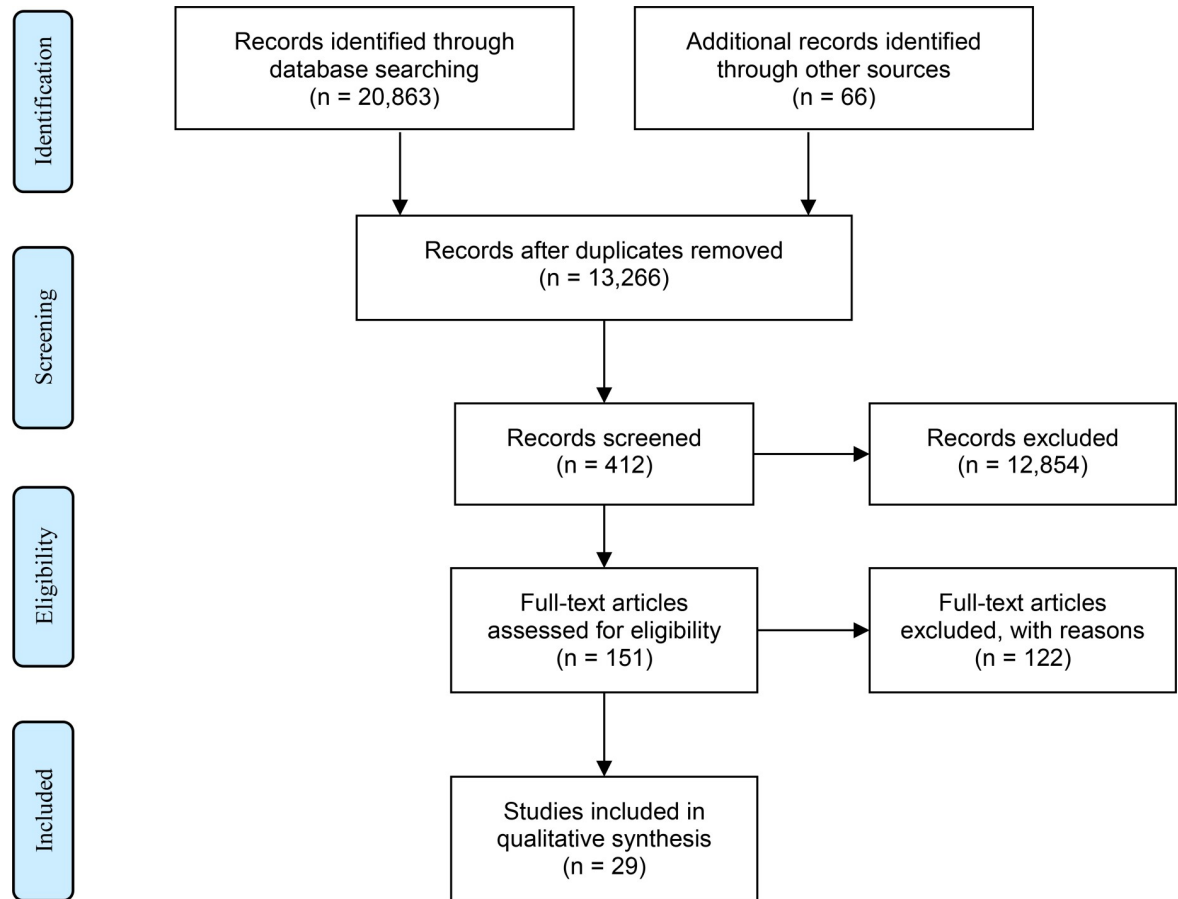 Identification
Records identified through
database searching
(n = 20,863)
Additional records identified
through other sources
(n = 66)
Screening
Records after duplicates removed
(n = 13,266)
Records screened
(n = 412)
Records excluded
(n = 12,854)
Eligibility
Full-text articles
assessed for eligibility
(n = 151)
Full-text articles
excluded, with reasons
(n = 122)
Included
Studies included in
qualitative synthesis
(n = 29)